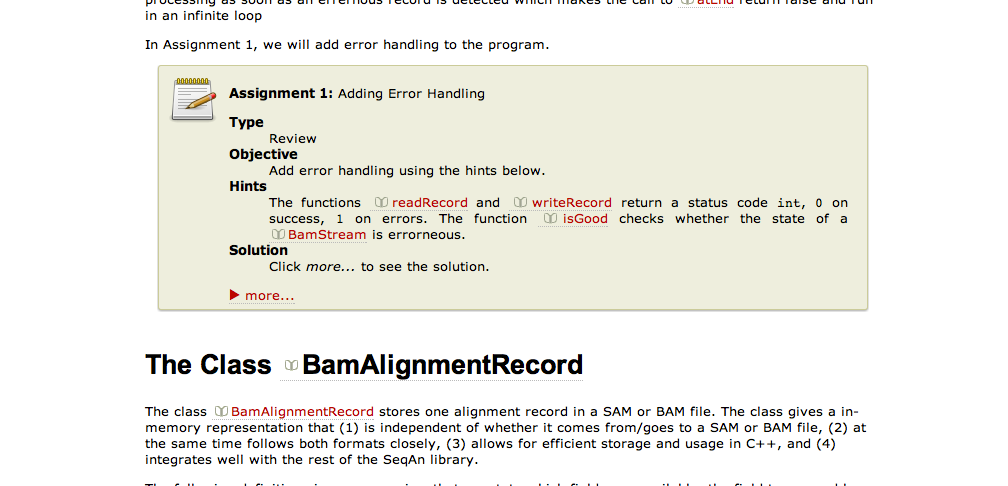 processing as soon as an errernous record is detected which makes the call to atEnd return false and run
in an infinite loop
In Assignment 1, we will add error handling to the program.
Assignment 1: Adding Error Handling
Type
Review
Objective
Add error handling using the hints below.
Hints
The functions readRecord and writeRecord return a status code int, 0 on
success, 1 on errors. The function isGood checks whether the state of a
BamStream is errorneous.
Solution
Click more... to see the solution.
▶ more...
The Class BamAlignmentRecord
The class BamAlignmentRecord stores one alignment record in a SAM or BAM file. The class gives a in-
memory representation that (1) is independent of whether it comes from/goes to a SAM or BAM file, (2) at
the same time follows both formats closely, (3) allows for efficient storage and usage in C++, and (4)
integrates well with the rest of the SeqAn library.